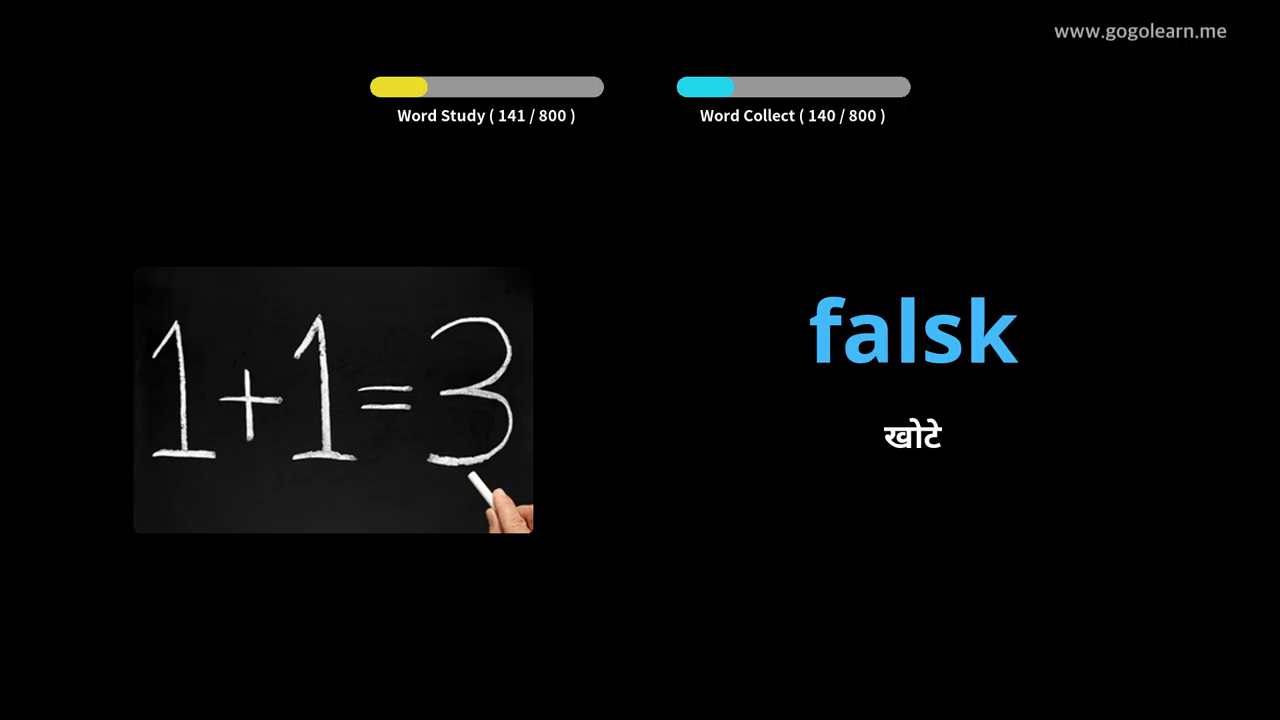 www.gogolearn.me
Word Study ( 141 / 800 )
Word Collect ( 140 / 800 )
1+1=3
falsk
खोटे